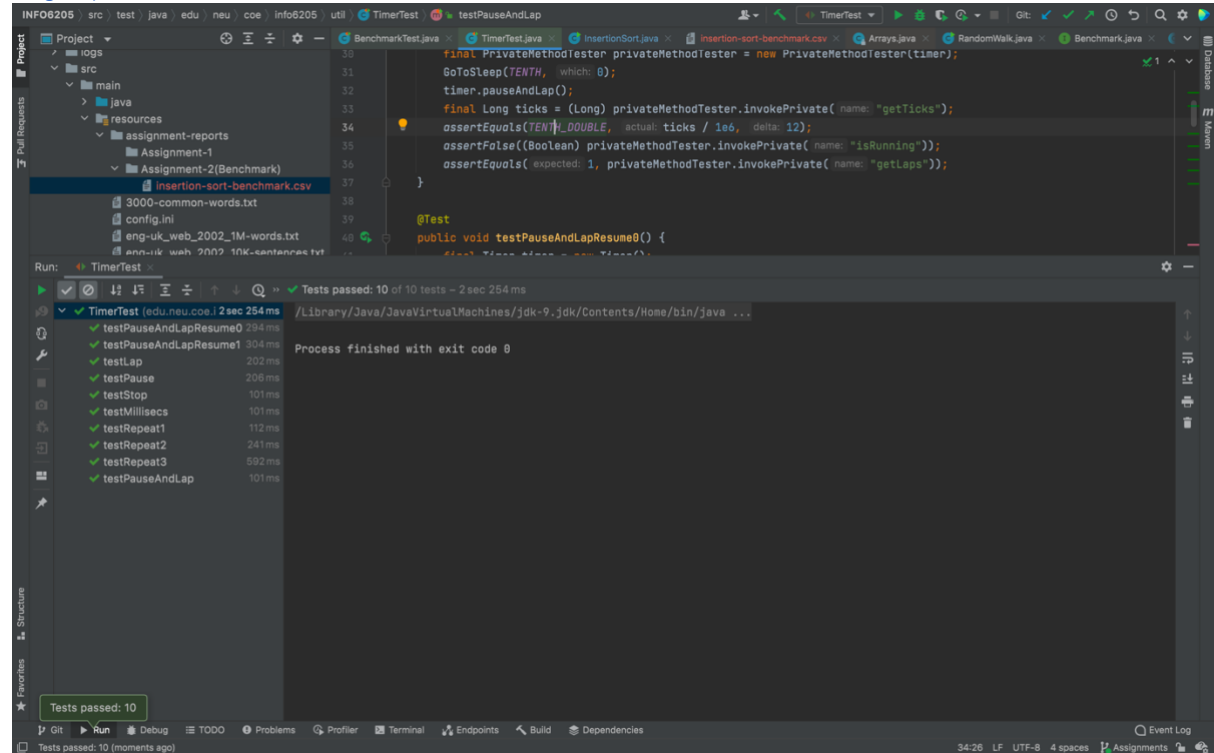 INFO6205 src test java edu neu coe info6205 util TimerTest testPauseAndLap TimerTest Git:
Project
BenchmarkTest.java TimerTest.java InsertionSort.java insertion-sort-benchmark.csv Arrays.java RandomWalk.java Benchmark.java
Project
Pull Requests
Database
Maven
logs
src
main
java
resources
assignment-reports
Assignment-1
Assignment-2(Benchmark)
insertion-sort-benchmark.csv
3000-common-words.txt
config.ini
eng-uk_web_2002_1M-words.txt
eng-uk_web_2002_10K-sentences.txt
30 final PrivateMethodTester privateMethodTester = new PrivateMethodTester(timer);
31 GoToSleep(TENTH, which: 0);
32 timer.pauseAndLap();
33 final Long ticks = (Long) privateMethodTester.invokePrivate( name: "getTicks");
34 assertEquals(TENTH_DOUBLE, actual: ticks / 1e6, delta: 12);
35 assertFalse((Boolean) privateMethodTester.invokePrivate( name: "isRunning"));
36 assertEquals( expected: 1, privateMethodTester.invokePrivate( name: "getLaps"));
37 }
38
39 @Test
40 public void testPauseAndLapResume0() {
final Timer timer = new Timer();
1
Run: TimerTest
Tests passed: 10 of 10 tests – 2 sec 254 ms
TimerTest (edu.neu.coe.i 2 sec 254 ms
testPauseAndLapResume0 294 ms
testPauseAndLapResume1 304 ms
testLap 202 ms
testPause 206 ms
testStop 101 ms
testMillisecs 101 ms
testRepeat1 112 ms
testRepeat2 241 ms
testRepeat3 592 ms
testPauseAndLap 101 ms
/Library/Java/JavaVirtualMachines/jdk-9.jdk/Contents/Home/bin/java ...
Process finished with exit code 0
Structure
Favorites
Tests passed: 10
Git Run Debug TODO Problems Profiler Terminal Endpoints Build Dependencies Event Log
Tests passed: 10 (moments ago) 34:26 LF UTF-8 4 spaces Assignments